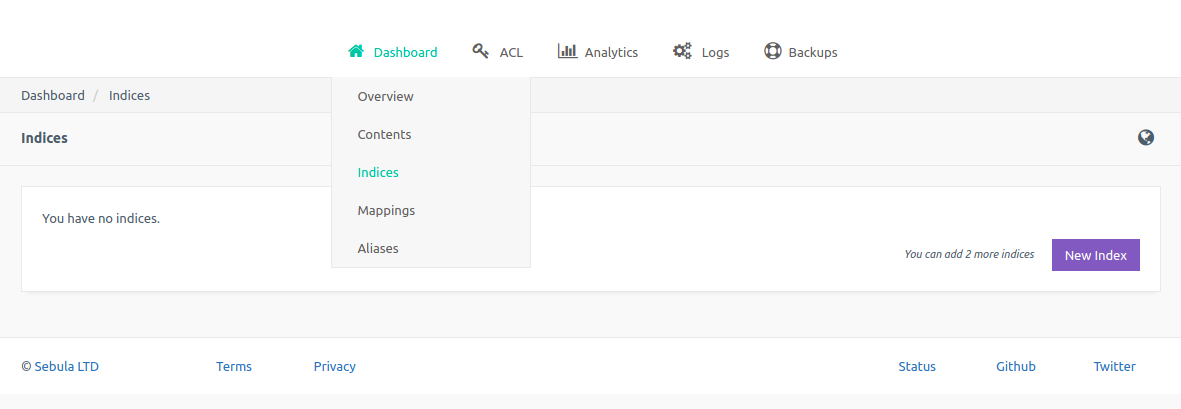 Dashboard ACL Analytics Logs Backups
Dashboard / Indices
Overview
Contents
Indices
Mappings
Aliases
Indices
You have no indices.
You can add 2 more indices New Index
© Sebula LTD Terms Privacy Status Github Twitter